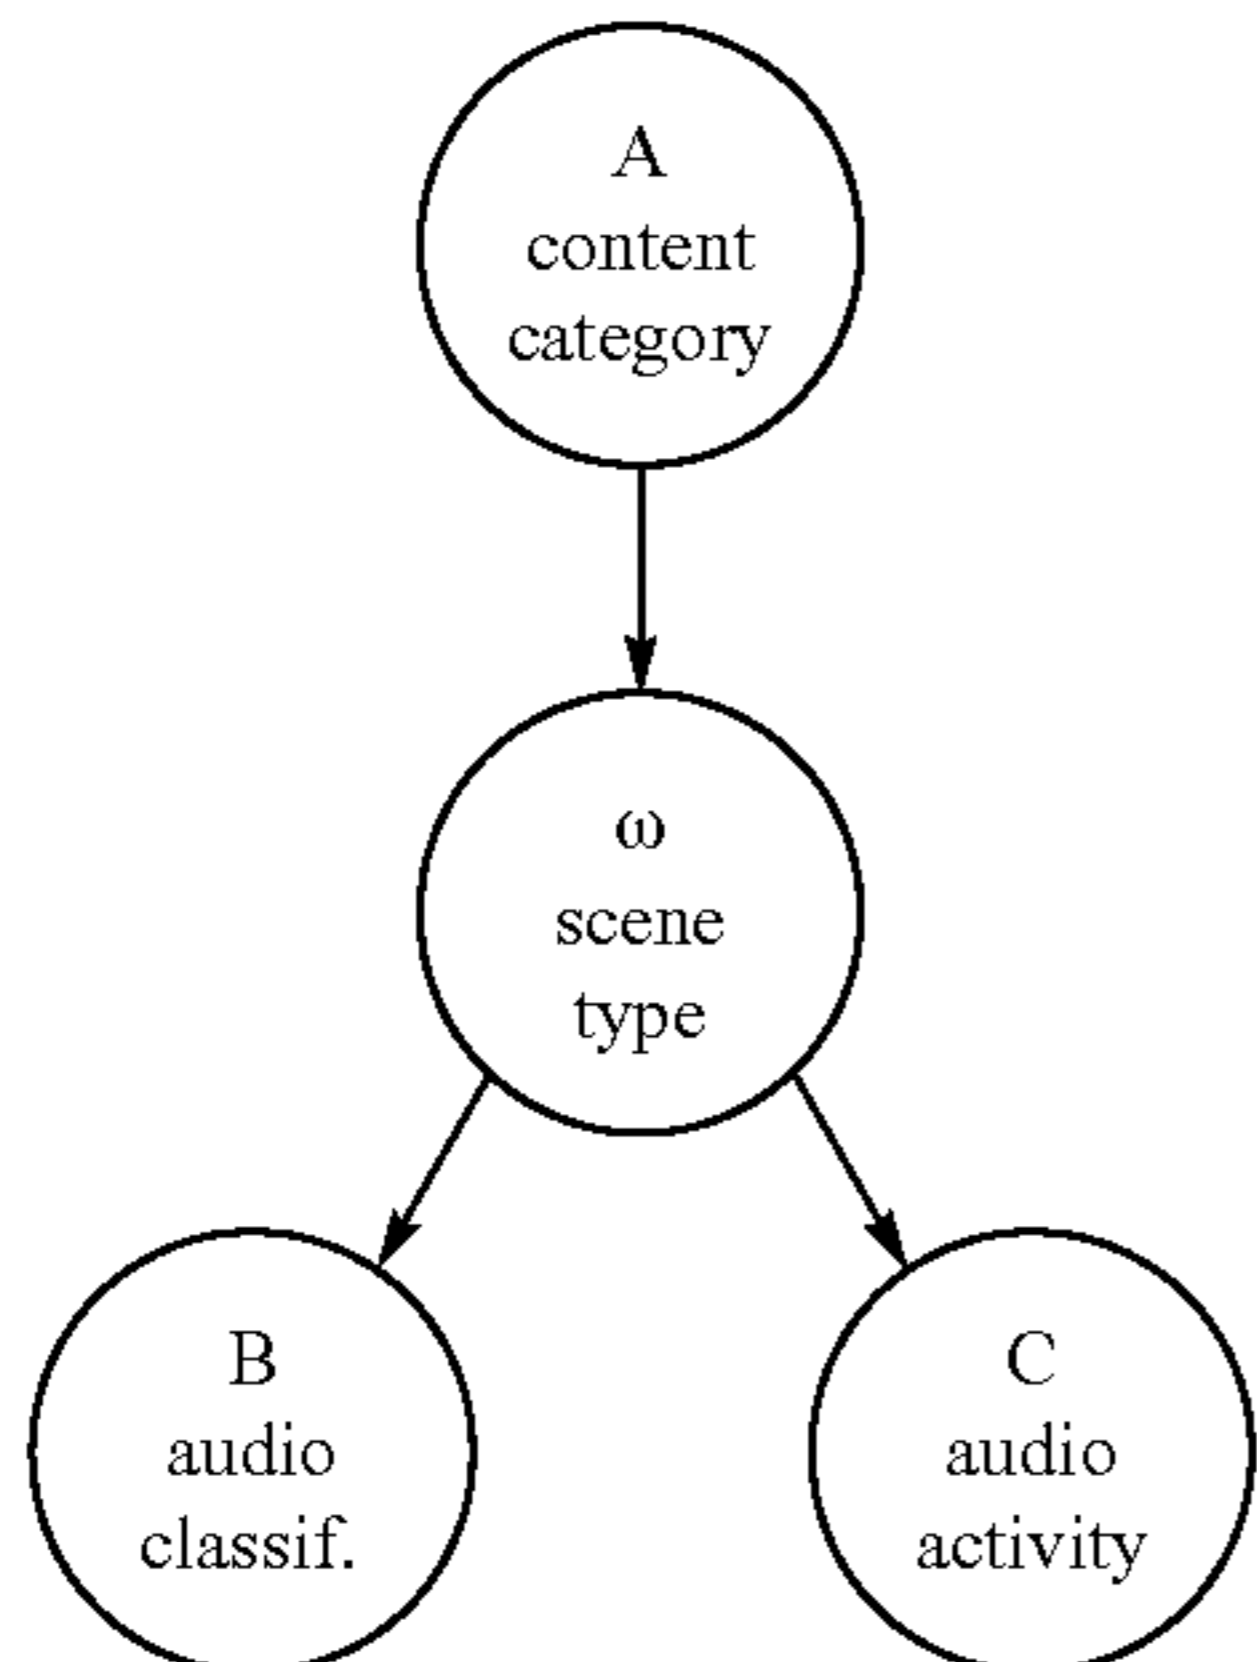 A
content
category
ω
scene
type
B
audio
classif.
C
audio
activity